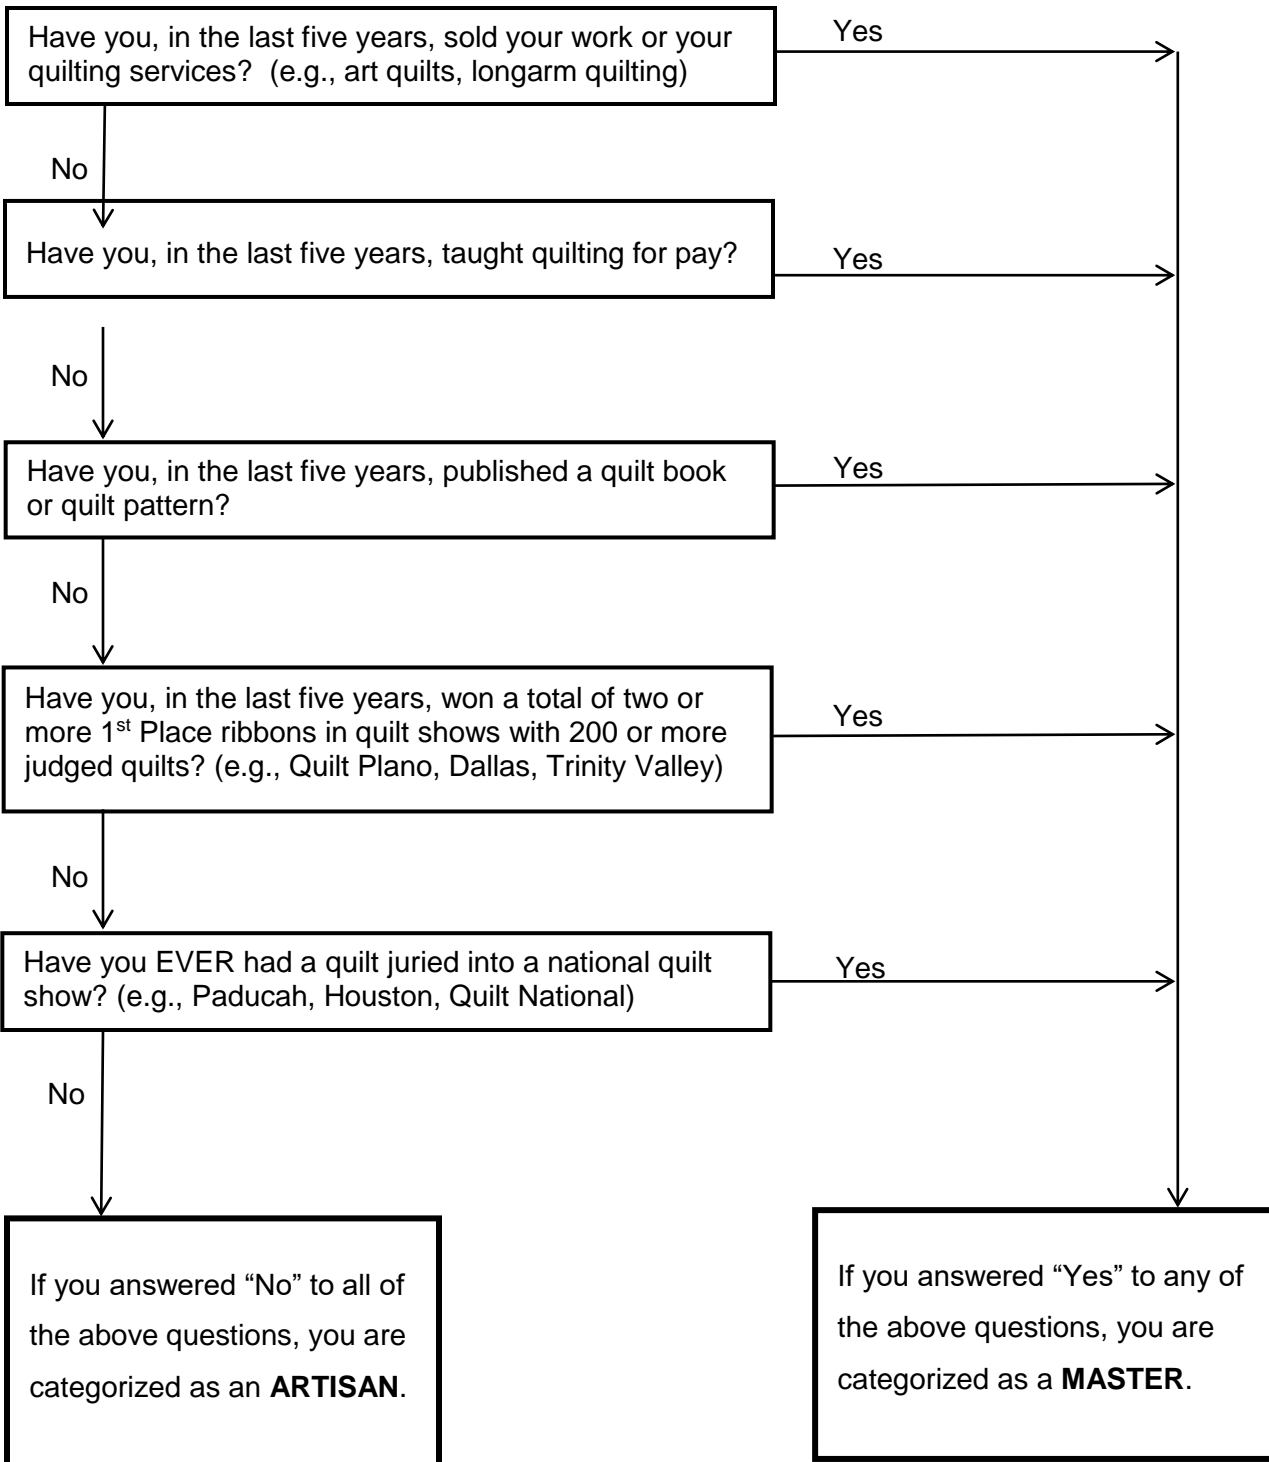 Have you, in the last five years, sold your work or your
quilting services?  (e.g., art quilts, longarm quilting)
Yes
No
Have you, in the last five years, taught quilting for pay?
Yes
No
Have you, in the last five years, published a quilt book
or quilt pattern?
Yes
No
Have you, in the last five years, won a total of two or
more 1st Place ribbons in quilt shows with 200 or more
judged quilts? (e.g., Quilt Plano, Dallas, Trinity Valley)
Yes
No
Have you EVER had a quilt juried into a national quilt
show? (e.g., Paducah, Houston, Quilt National)
Yes
No
If you answered “No” to all of
the above questions, you are
categorized as an ARTISAN.
If you answered “Yes” to any of
the above questions, you are
categorized as a MASTER.